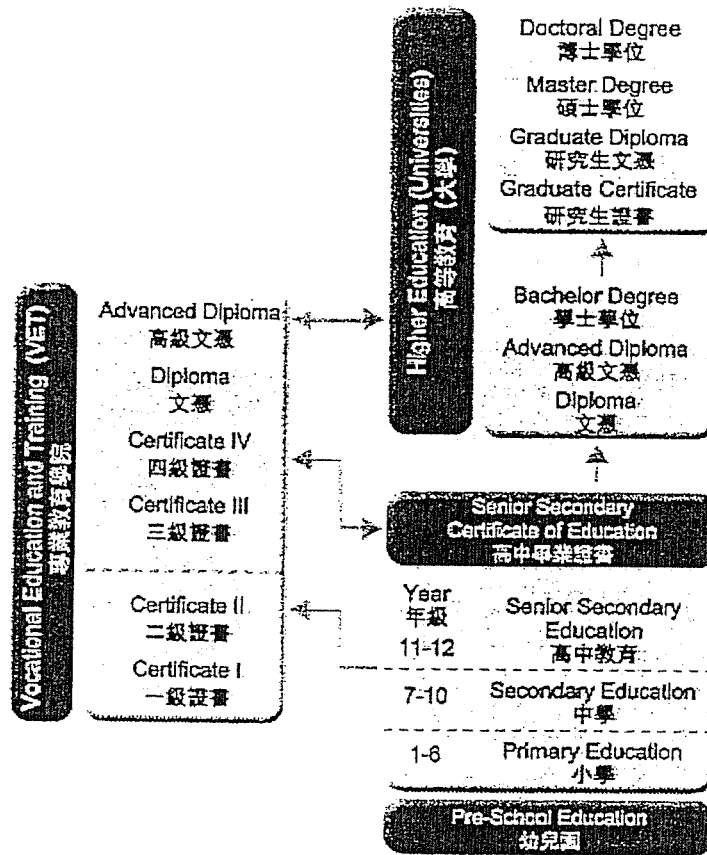 Higher Education (Universities)
高等教育 (大學)
Doctoral Degree
博士學位
Master Degree
碩士學位
Graduate Diploma
研究生文憑
Graduate Certificate
研究生證書
Bachelor Degree
學士學位
Advanced Diploma
高級文憑
Diploma
文憑
Vocational Education and Training (VET)
專業教育學院
Advanced Diploma
高級文憑
Diploma
文憑
Certificate IV
四級證書
Certificate III
三級證書
Certificate II
二級證書
Certificate I
一級證書
Senior Secondary
Certificate of Education
高中畢業證書
Year
年級
11-12
Senior Secondary
Education
高中教育
7-10
Secondary Education
中學
1-6
Primary Education
小學
Pre-School Education
幼兒園